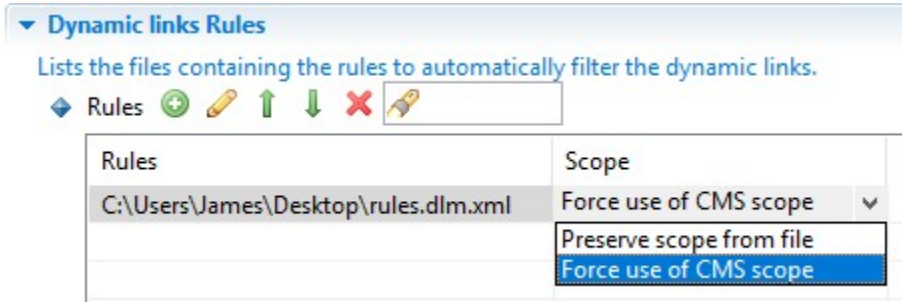 Dynamic links Rules
Lists the files containing the rules to automatically filter the dynamic links.
Rules
Rules Scope
C:\Users\James\Desktop\rules.dlm.xml Force use of CMS scope
Preserve scope from file
Force use of CMS scope